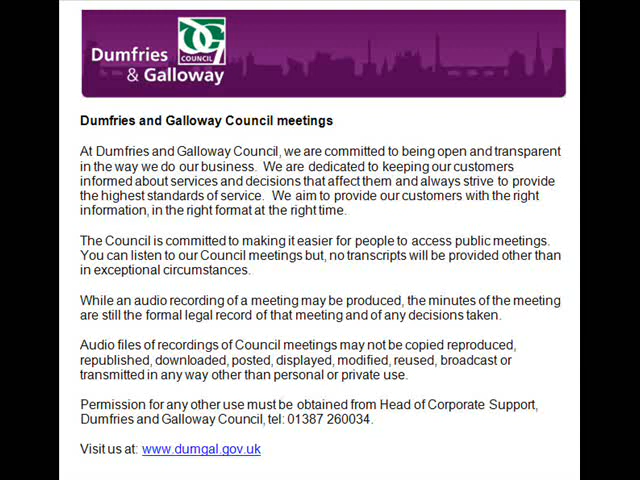 Dumfries
& Galloway
DG
COUNCIL
Dumfries and Galloway Council meetings
At Dumfries and Galloway Council, we are committed to being open and transparent
in the way we do our business.  We are dedicated to keeping our customers
informed about services and decisions that affect them and always strive to provide
the highest standards of service.  We aim to provide our customers with the right
information, in the right format at the right time.
The Council is committed to making it easier for people to access public meetings.
You can listen to our Council meetings but, no transcripts will be provided other than
in exceptional circumstances.
While an audio recording of a meeting may be produced, the minutes of the meeting
are still the formal legal record of that meeting and of any decisions taken.
Audio files of recordings of Council meetings may not be copied reproduced,
republished, downloaded, posted, displayed, modified, reused, broadcast or
transmitted in any way other than personal or private use.
Permission for any other use must be obtained from Head of Corporate Support,
Dumfries and Galloway Council, tel: 01387 260034.
Visit us at: www.dumgal.gov.uk